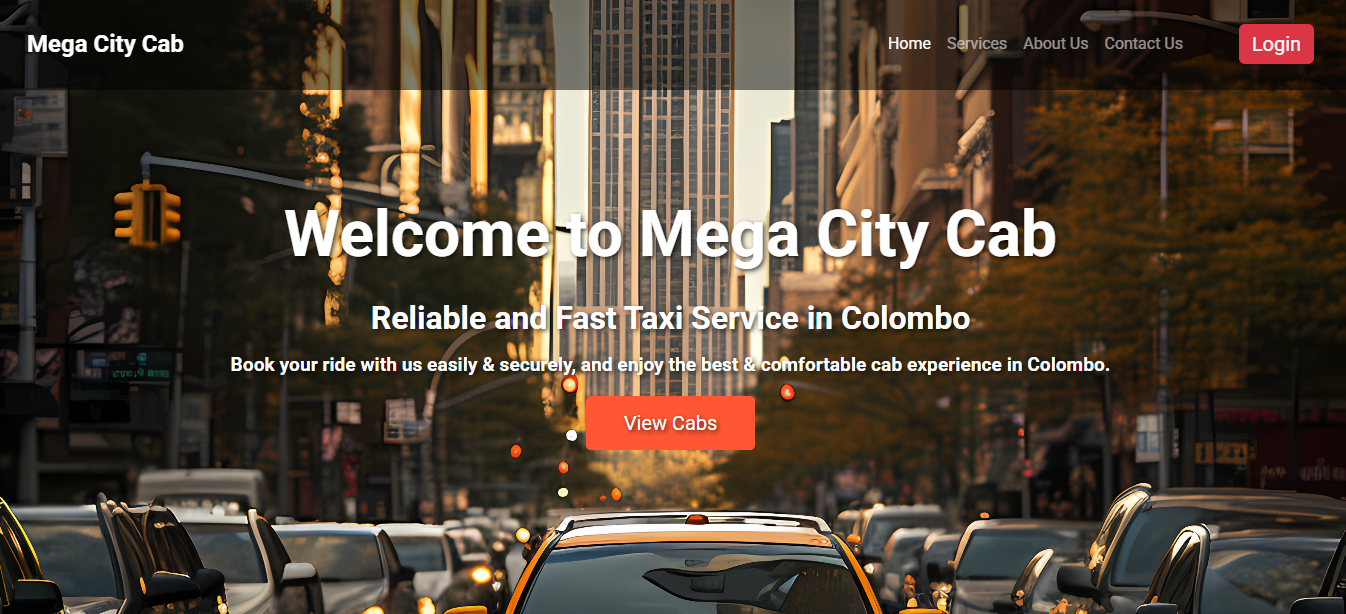 Mega City Cab
Home Services About Us Contact Us Login
Welcome to Mega City Cab
Reliable and Fast Taxi Service in Colombo
Book your ride with us easily & securely, and enjoy the best & comfortable cab experience in Colombo.
View Cabs